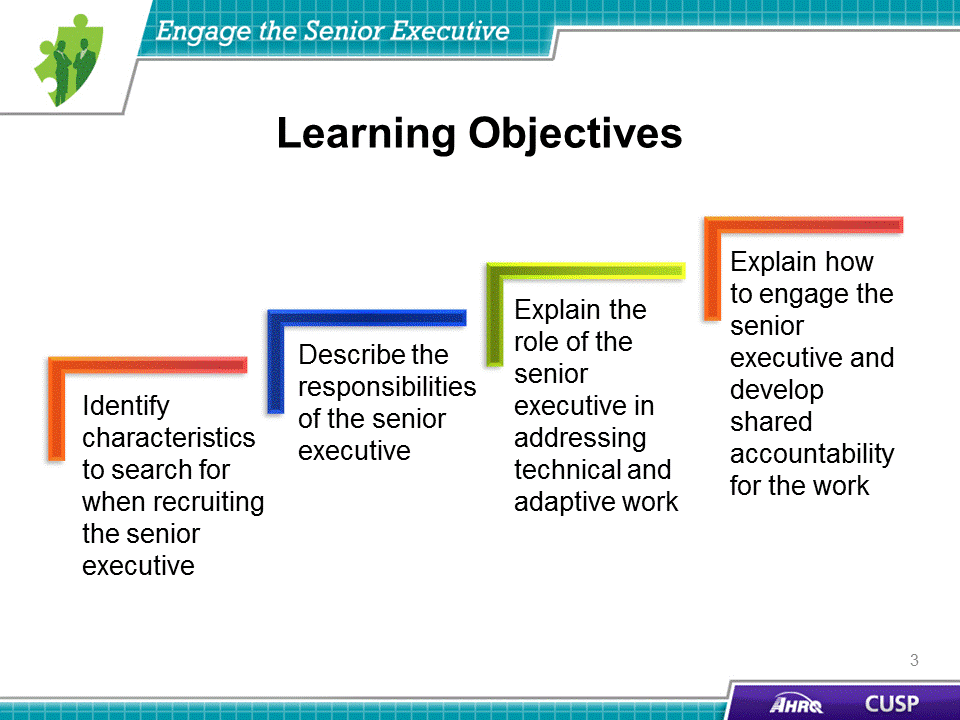 Engage the Senior Executive
Learning Objectives
Identify
characteristics
to search for
when recruiting
the senior
executive
Describe the
responsibilities
of the senior
executive
Explain the
role of the
senior
executive in
addressing
technical and
adaptive work
Explain how
to engage the
senior
executive and
develop
shared
accountability
for the work
3
AHRQ
CUSP